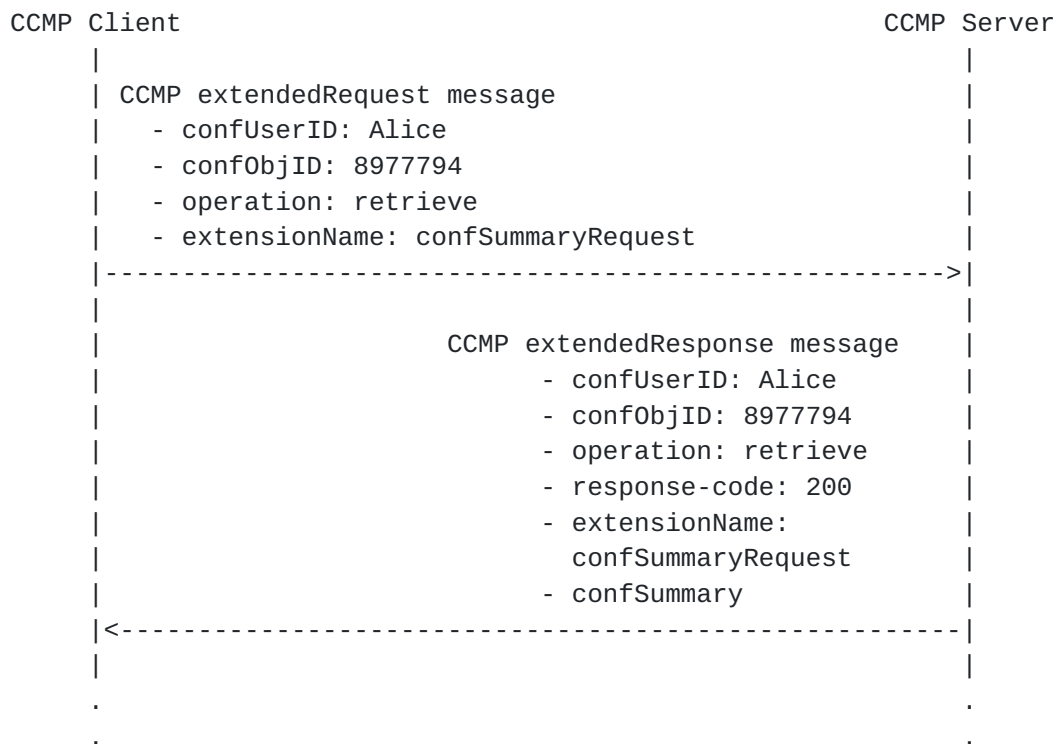 CCMP Client CCMP Server
CCMP extendedRequest message
- confUserID: Alice
- confObjID: 8977794
- operation: retrieve
- extensionName: confSummaryRequest
CCMP extendedResponse message
- confUserID: Alice
- confObjID: 8977794
- operation: retrieve
- response-code: 200
- extensionName:
confSummaryRequest
- confSummary